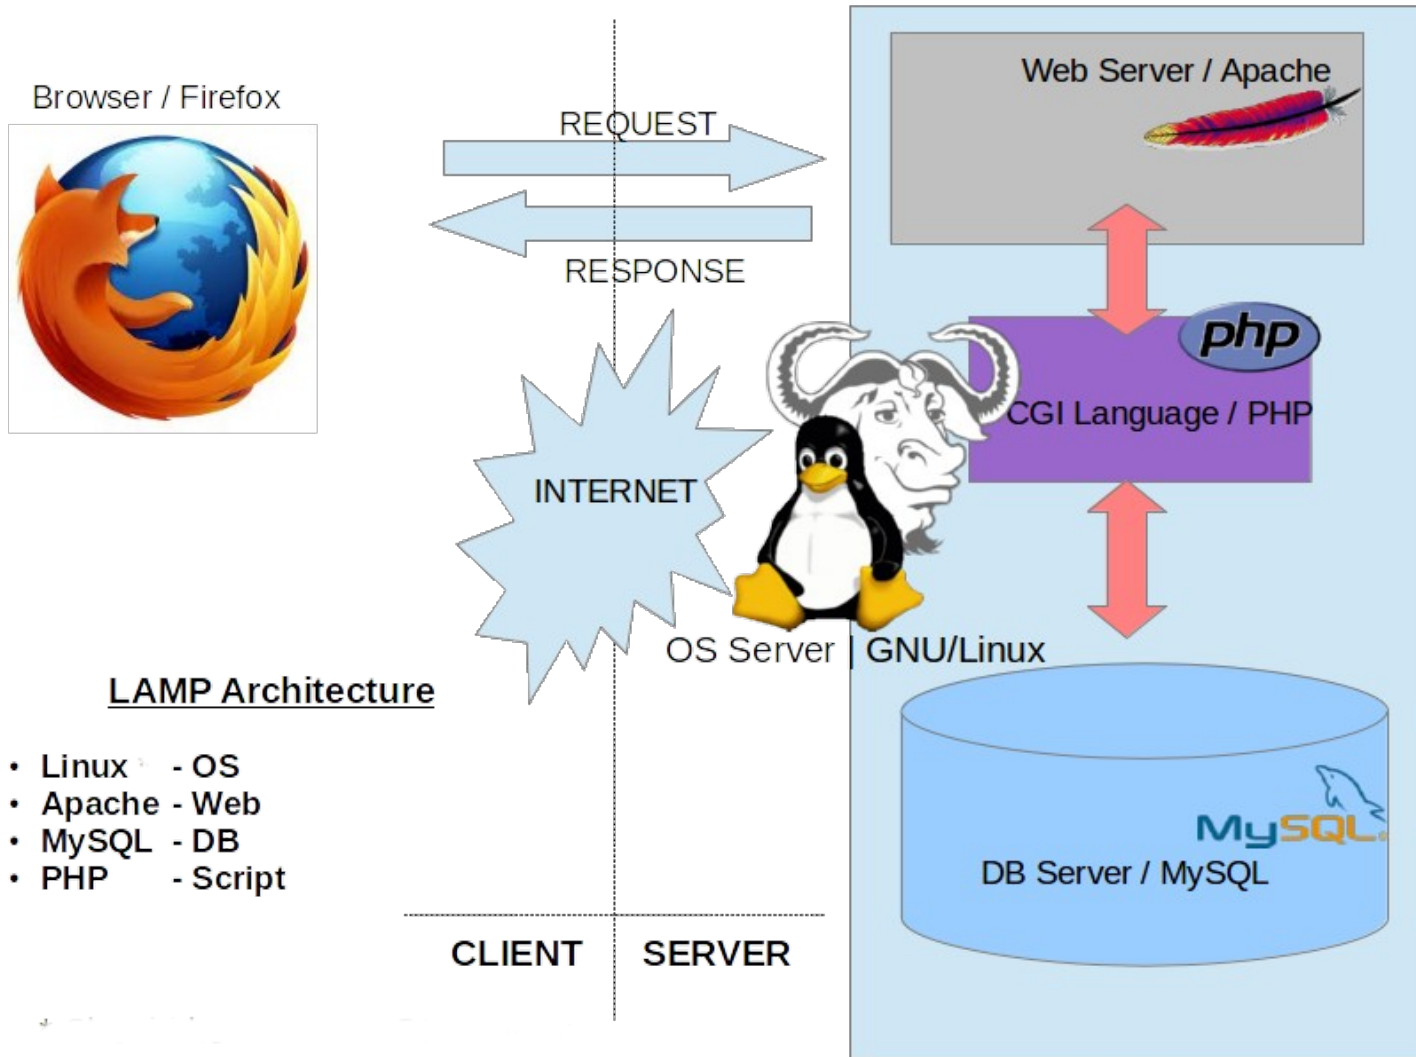 Browser / Firefox
REQUEST
RESPONSE
Web Server / Apache
php
CGI Language / PHP
INTERNET
OS Server | GNU/Linux
LAMP Architecture
• Linux - OS
• Apache - Web
• MySQL - DB
• PHP - Script
MySQL®
DB Server / MySQL
CLIENT
SERVER